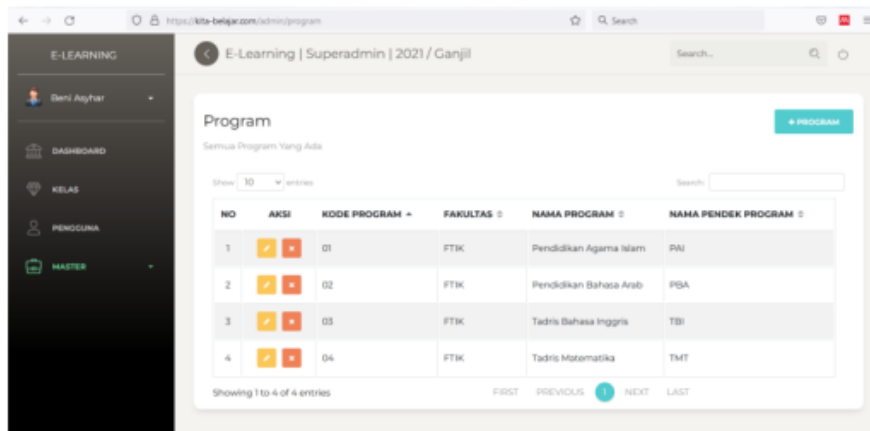 https://kita-belajar.com/admin/program
Search
E-LEARNING
E-Learning | Superadmin | 2021 / Ganjil
Search...
Beni Asyhar
DASHBOARD
KELAS
PENGGUNA
MASTER
Program
+ PROGRAM
Semua Program Yang Ada
Show 10 entries
Search:
NO AKSI KODE PROGRAM FAKULTAS NAMA PROGRAM NAMA PENDEK PROGRAM
1 01 FTIK Pendidikan Agama Islam PAI
2 02 FTIK Pendidikan Bahasa Arab PBA
3 03 FTIK Tadris Bahasa Inggris TBI
4 04 FTIK Tadris Matematika TMT
Showing 1 to 4 of 4 entries
FIRST PREVIOUS 1 NEXT LAST